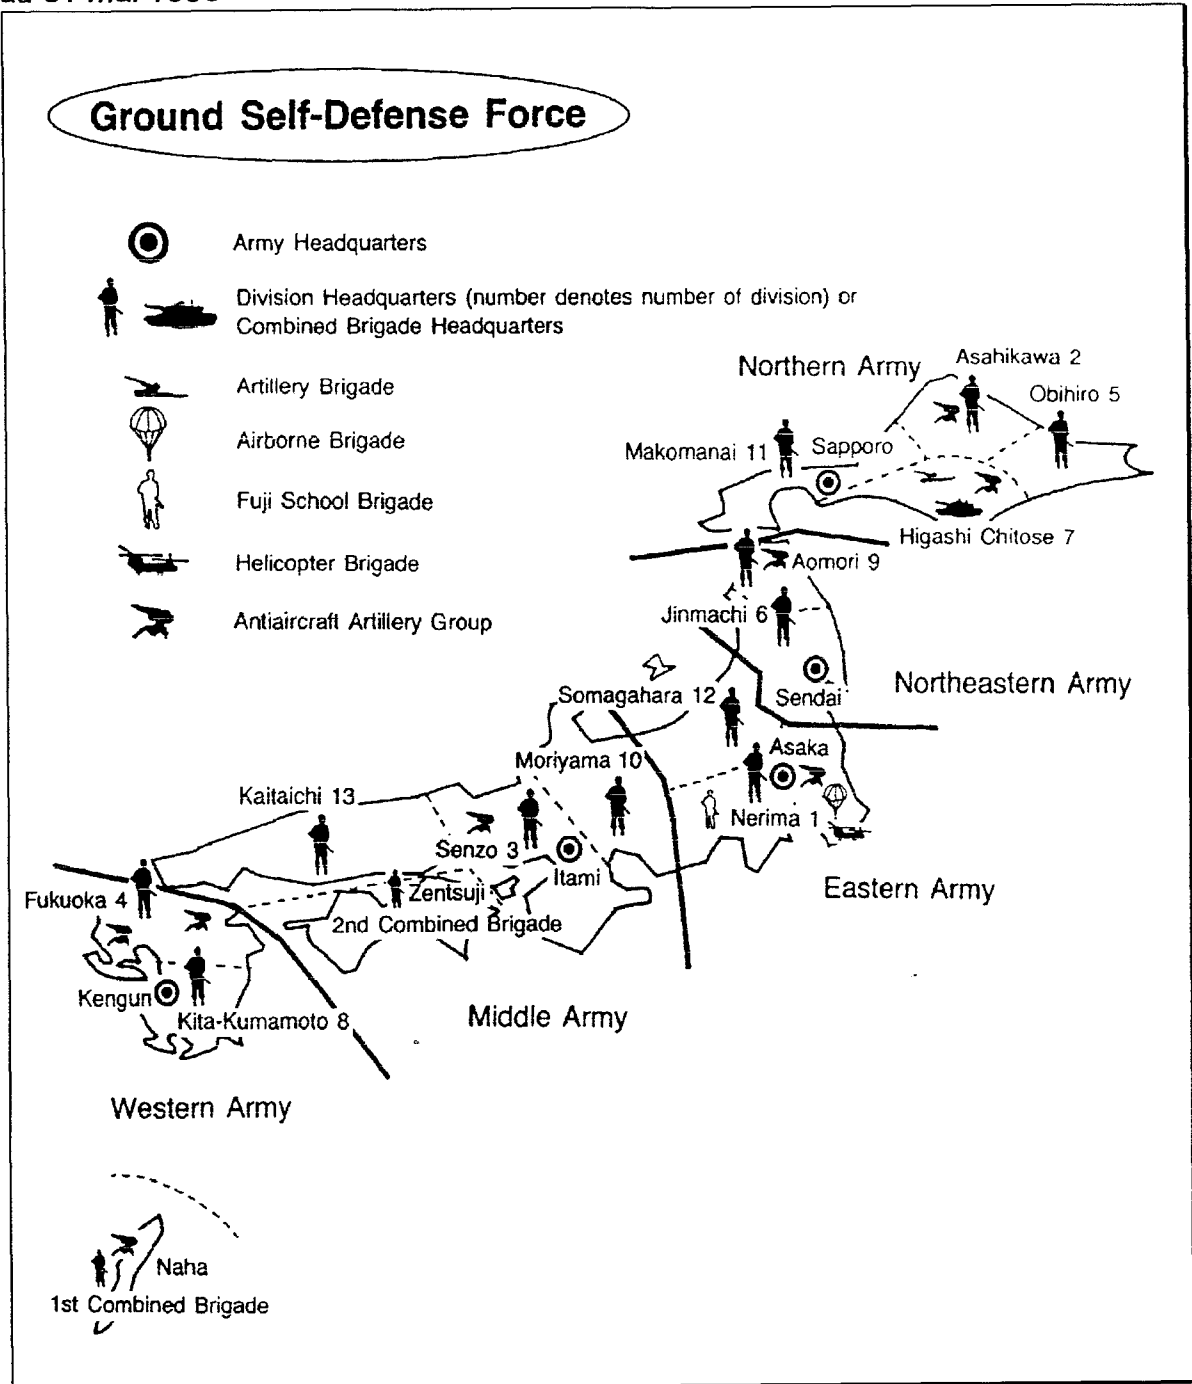 Ground Self-Defense Force
Army Headquarters
Division Headquarters (number denotes number of division) or
Combined Brigade Headquarters
Artillery Brigade
Airborne Brigade
Fuji School Brigade
Helicopter Brigade
Antiaircraft Artillery Group
Northern Army
Asahikawa 2
Obihiro 5
Makomanai 11
Sapporo
Higashi Chitose 7
Aomori 9
Jinmachi 6
Sendai
Northeastern Army
Somagahara 12
Asaka
Moriyama 10
Kaitaichi 13
Nerima 1
Senzo 3
Itami
Eastern Army
Fukuoka 4
Zentsuji
2nd Combined Brigade
Kengun
Kita-Kumamoto 8
Middle Army
Western Army
Naha
1st Combined Brigade